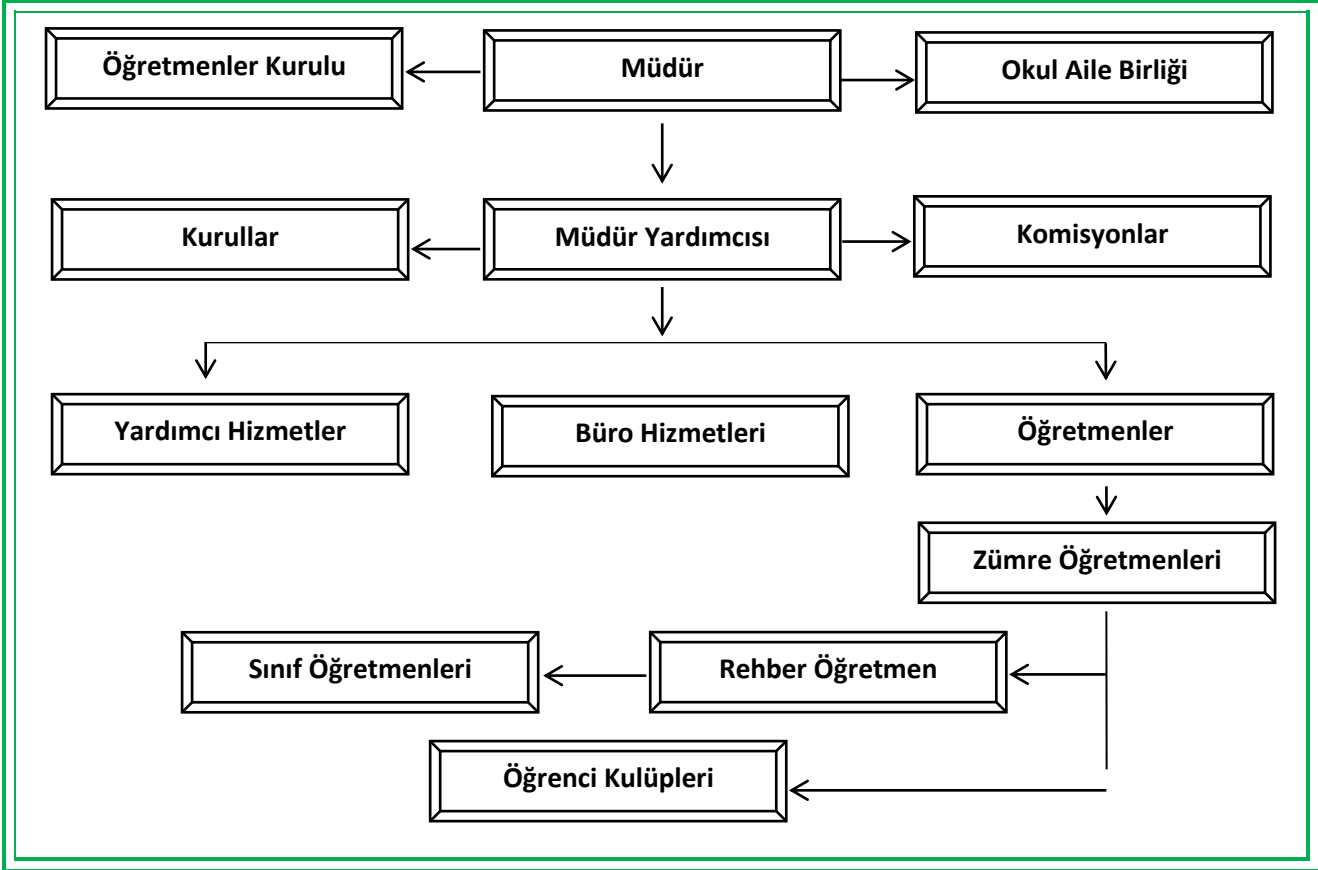 Öğretmenler Kurulu
Müdür
Okul Aile Birliği
Kurullar
Müdür Yardımcısı
Komisyonlar
Yardımcı Hizmetler
Büro Hizmetleri
Öğretmenler
Zümre Öğretmenleri
Sınıf Öğretmenleri
Rehber Öğretmen
Öğrenci Kulüpleri